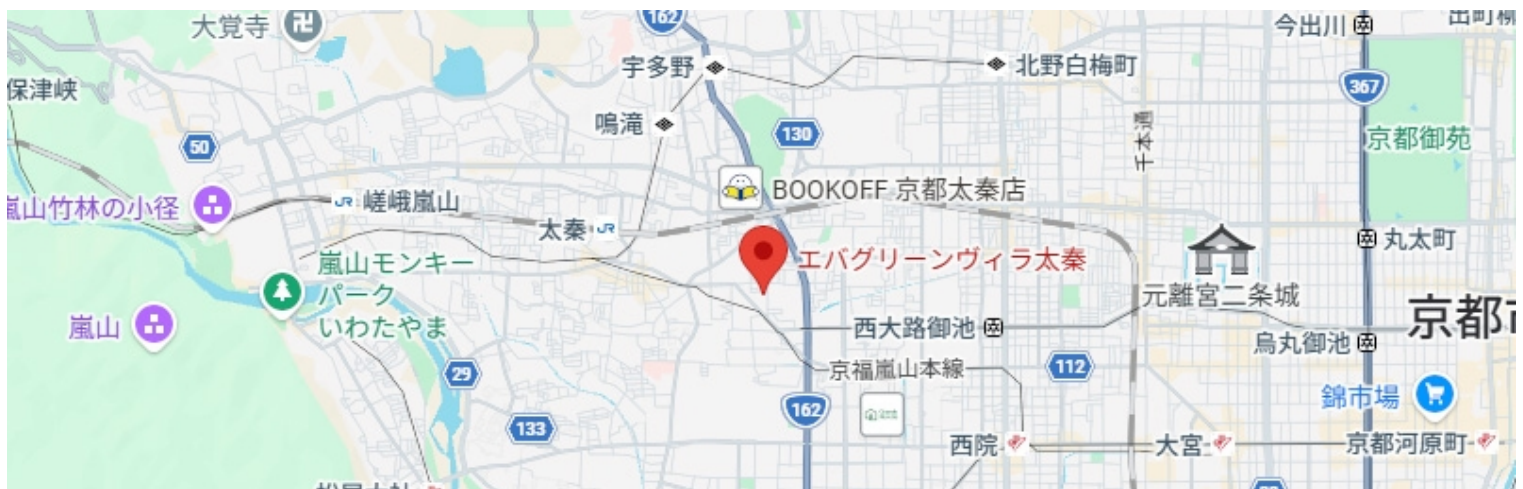 大覚寺
162
今出川
宇多野
北野白梅町
367
保津峡
鳴滝
130
千本通
京都御苑
50
BOOKOFF 京都太秦店
嵐山竹林の小径
JR 嵯峨嵐山
太秦 JR
丸太町
嵐山モンキー
パーク
いわたやま
エバグリーンヴィラ太秦
元離宮二条城
嵐山
西大路御池
烏丸御池
29
京福嵐山本線
112
162
錦市場
133
西院
大宮
京都河原町